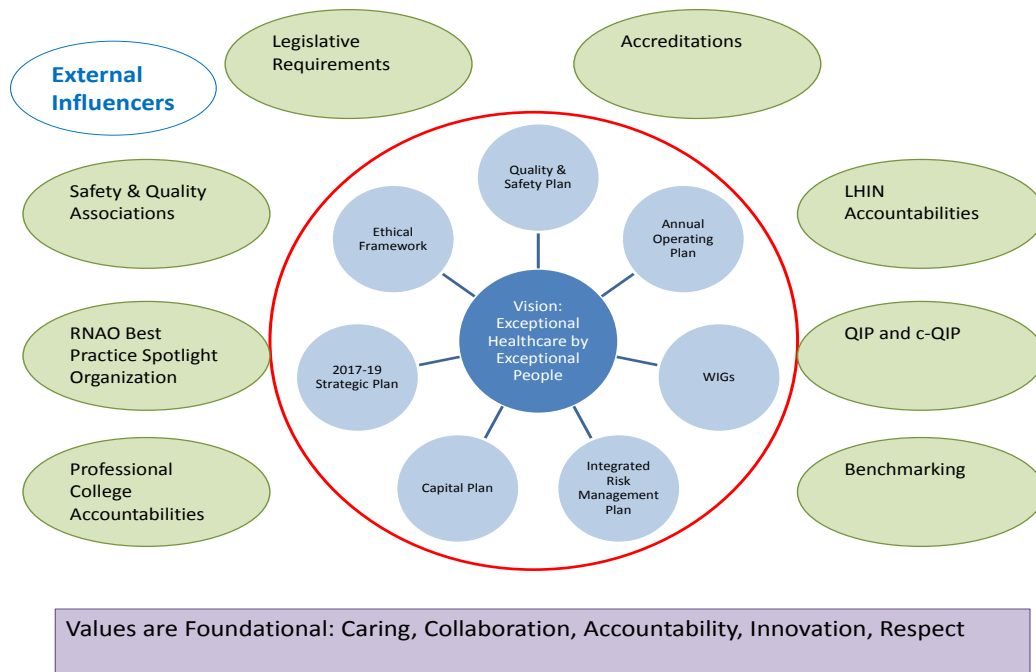 Legislative
Requirements
Accreditations
External
Influencers
Safety & Quality
Associations
LHIN
Accountabilities
RNAO Best
Practice Spotlight
Organization
QIP and c-QIP
Professional
College
Accountabilities
Benchmarking
Quality &
Safety Plan
Annual
Operating
Plan
WIGs
Integrated
Risk
Management
Plan
Capital Plan
2017-19
Strategic Plan
Ethical
Framework
Vision:
Exceptional
Healthcare by
Exceptional
People
Values are Foundational: Caring, Collaboration, Accountability, Innovation, Respect